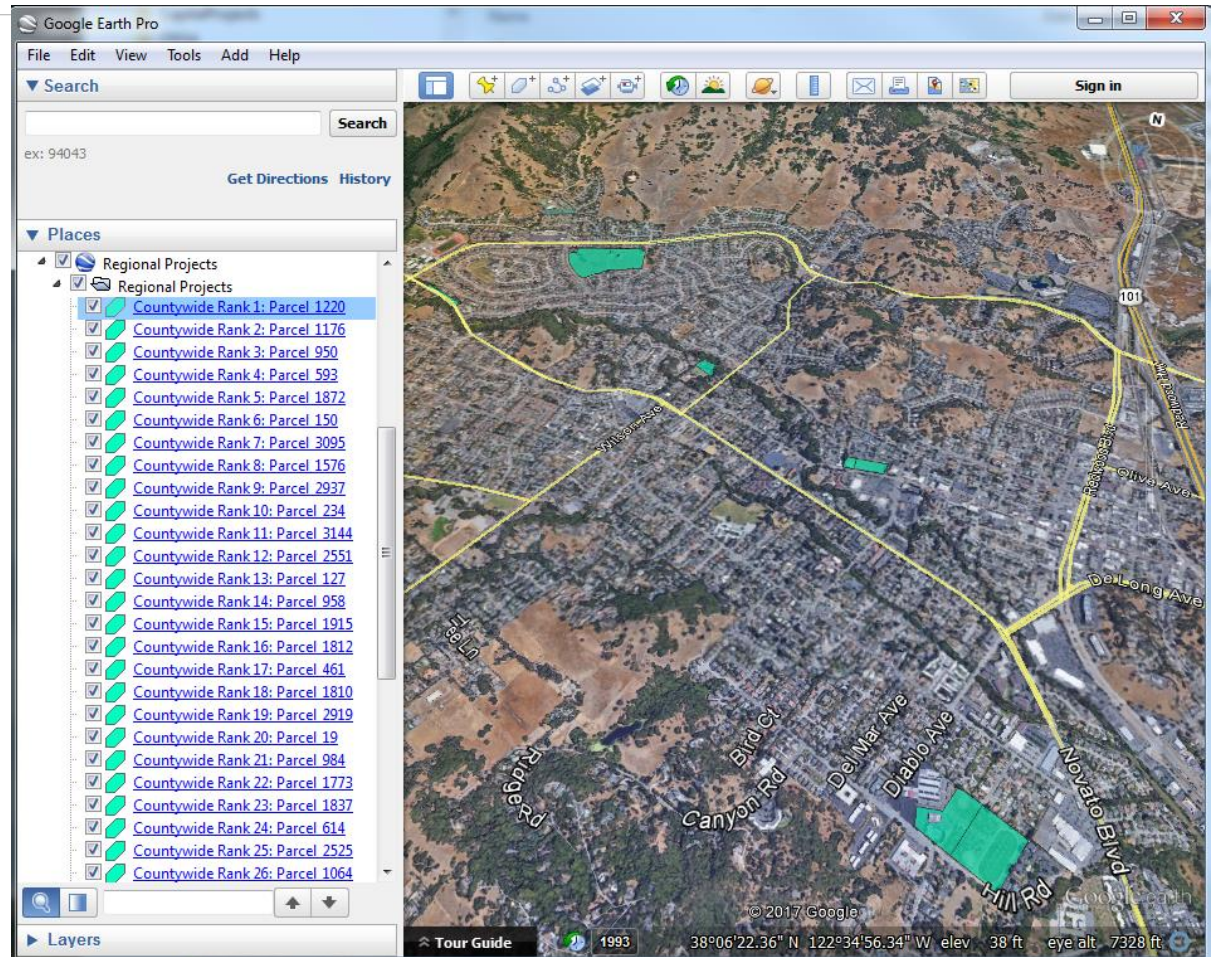 Google Earth Pro
File Edit View Tools Add Help
Search
Sign in
Search
ex: 94043
Get Directions History
Places
Regional Projects
Regional Projects
Countywide Rank 1: Parcel 1220
Countywide Rank 2: Parcel 1176
Countywide Rank 3: Parcel 950
Countywide Rank 4: Parcel 593
Countywide Rank 5: Parcel 1872
Countywide Rank 6: Parcel 150
Countywide Rank 7: Parcel 3095
Countywide Rank 8: Parcel 1576
Countywide Rank 9: Parcel 2937
Countywide Rank 10: Parcel 234
Countywide Rank 11: Parcel 3144
Countywide Rank 12: Parcel 2551
Countywide Rank 13: Parcel 127
Countywide Rank 14: Parcel 958
Countywide Rank 15: Parcel 1915
Countywide Rank 16: Parcel 1812
Countywide Rank 17: Parcel 461
Countywide Rank 18: Parcel 1810
Countywide Rank 19: Parcel 2919
Countywide Rank 20: Parcel 19
Countywide Rank 21: Parcel 984
Countywide Rank 22: Parcel 1773
Countywide Rank 23: Parcel 1837
Countywide Rank 24: Parcel 614
Countywide Rank 25: Parcel 2525
Countywide Rank 26: Parcel 1064
Layers
N
101
Redwood Hwy
Wilson Ave
Redwood Blvd
Olive Ave
De Long Ave
Bird Ct
Del Mar Ave
Diablo Ave
Ridge Rd
Canyon Rd
Novato Blvd
Hill Rd
Google earth
© 2017 Google
Tour Guide
1993
38°06'22.36" N 122°34'56.34" W elev 38 ft eye alt 7328 ft